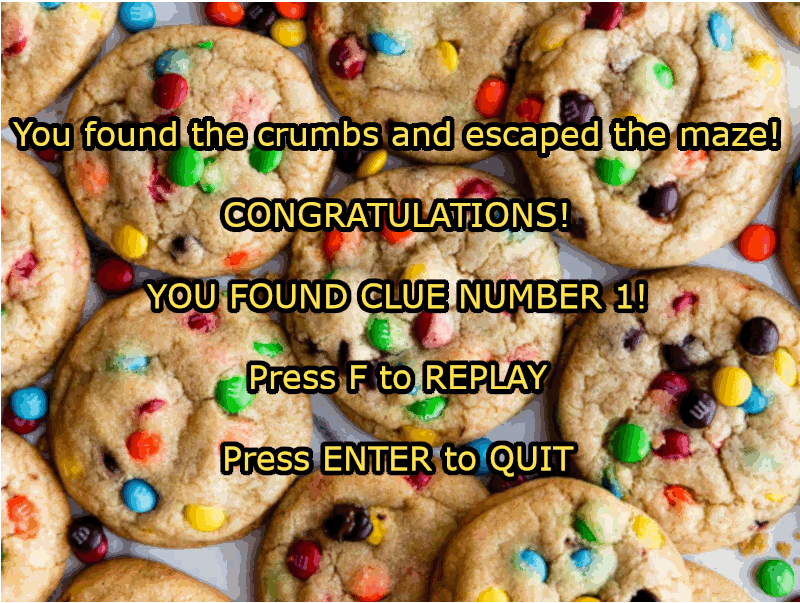 You found the crumbs and escaped the maze!
CONGRATULATIONS!
YOU FOUND CLUE NUMBER 1!
Press F to REPLAY
Press ENTER to QUIT